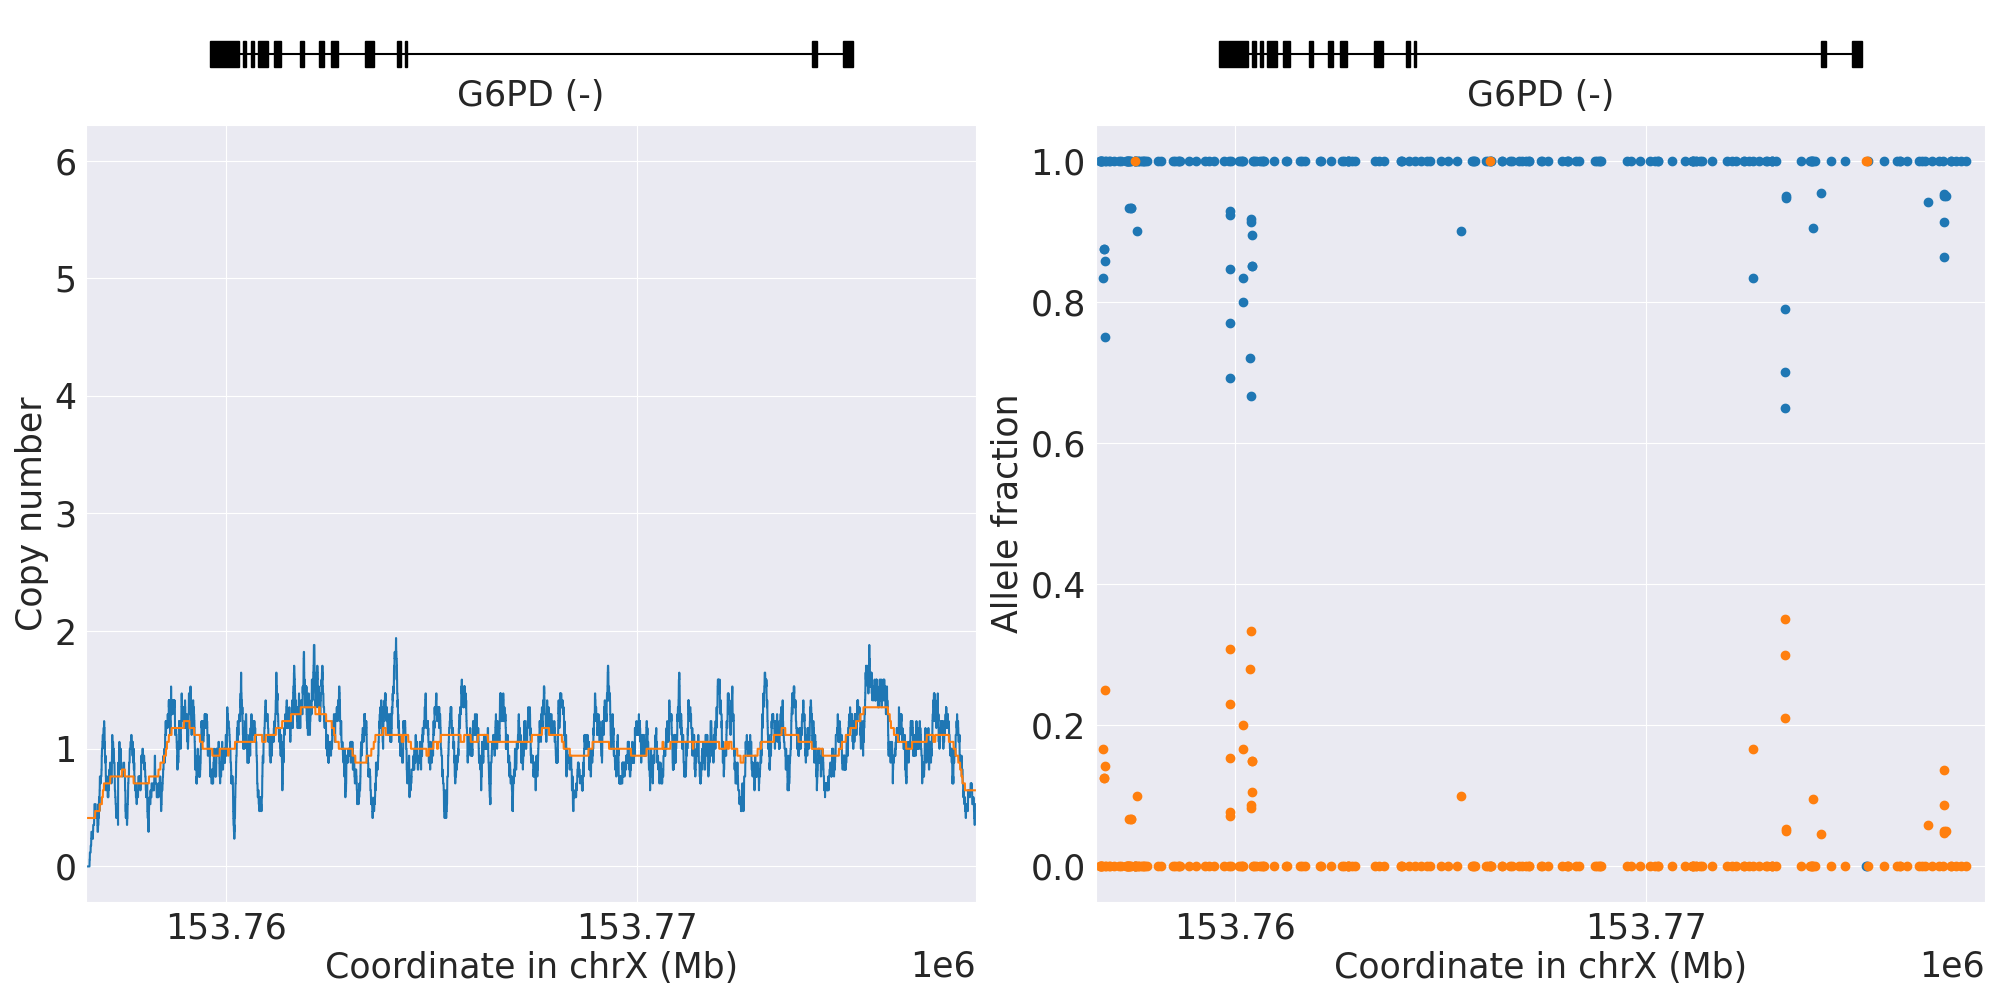 G6PD (-)
6
5
4
3
2
1
0
Copy number
153.76
153.77
Coordinate in chrX (Mb)
1e6
G6PD (-)
1.0
0.8
0.6
0.4
0.2
0.0
Allele fraction
153.76
153.77
Coordinate in chrX (Mb)
1e6